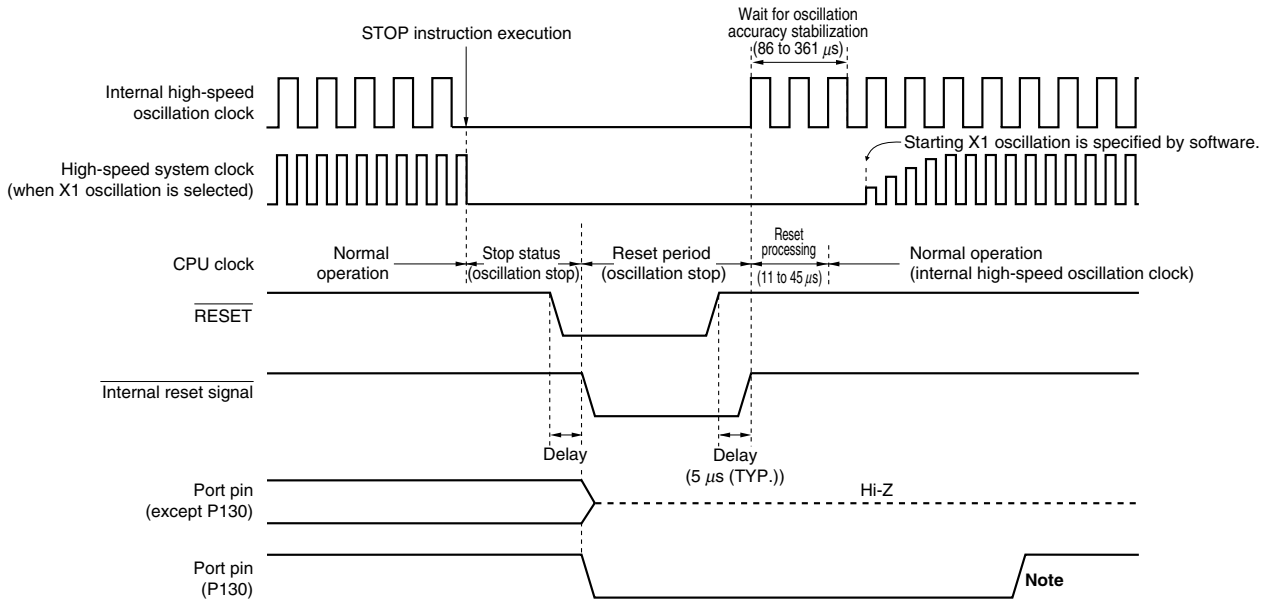 Wait for oscillation
accuracy stabilization
(86 to 361 μs)
STOP instruction execution
Internal high-speed
oscillation clock
Starting X1 oscillation is specified by software.
High-speed system clock
(when X1 oscillation is selected)
CPU clock
Normal
operation
Stop status
(oscillation stop)
Reset period
(oscillation stop)
Reset
processing
(11 to 45 μs)
Normal operation
(internal high-speed oscillation clock)
RESET
Internal reset signal
Delay
Delay
(5 μs (TYP.))
Port pin
(except P130)
Hi-Z
Port pin
(P130)
Note